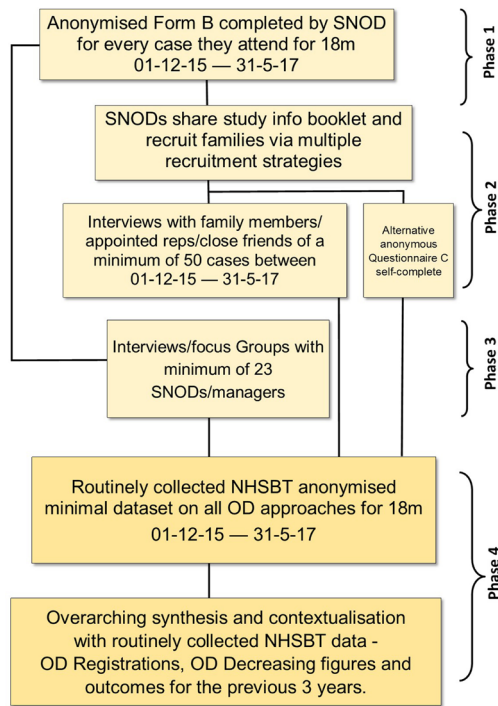 Anonymised Form B completed by SNOD
for every case they attend for 18m
01-12-15 — 31-5-17
Phase 1
SNODs share study info booklet and
recruit families via multiple
recruitment strategies
Phase 2
Interviews with family members/
appointed reps/close friends of a
minimum of 50 cases between
01-12-15 — 31-5-17
Alternative
anonymous
Questionnaire C
self-complete
Interviews/focus Groups with
minimum of 23
SNODs/managers
Phase 3
Routinely collected NHSBT anonymised
minimal dataset on all OD approaches for 18m
01-12-15 — 31-5-17
Phase 4
Overarching synthesis and contextualisation
with routinely collected NHSBT data -
OD Registrations, OD Decreasing figures and
outcomes for the previous 3 years.